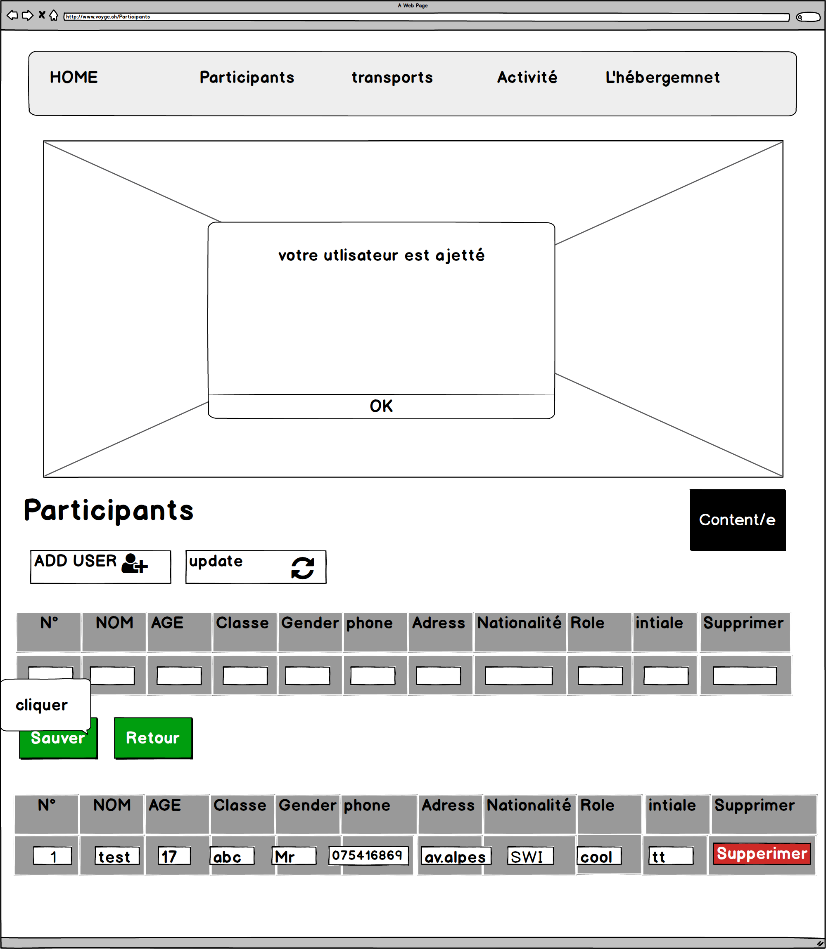 A Web Page
http://www.voyge.ch/Participants
HOME Participants transports Activité L'hébergemnet
votre utlisateur est ajetté
OK
Participants
Content/e
ADD USER update
N° NOM AGE Classe Gender phone Adress Nationalité Role intiale Supprimer
cliquer
Sauver Retour
N° NOM AGE Classe Gender phone Adress Nationalité Role intiale Supprimer
1 test 17 abc Mr 075416869 av.alpes SWI cool tt Supperimer